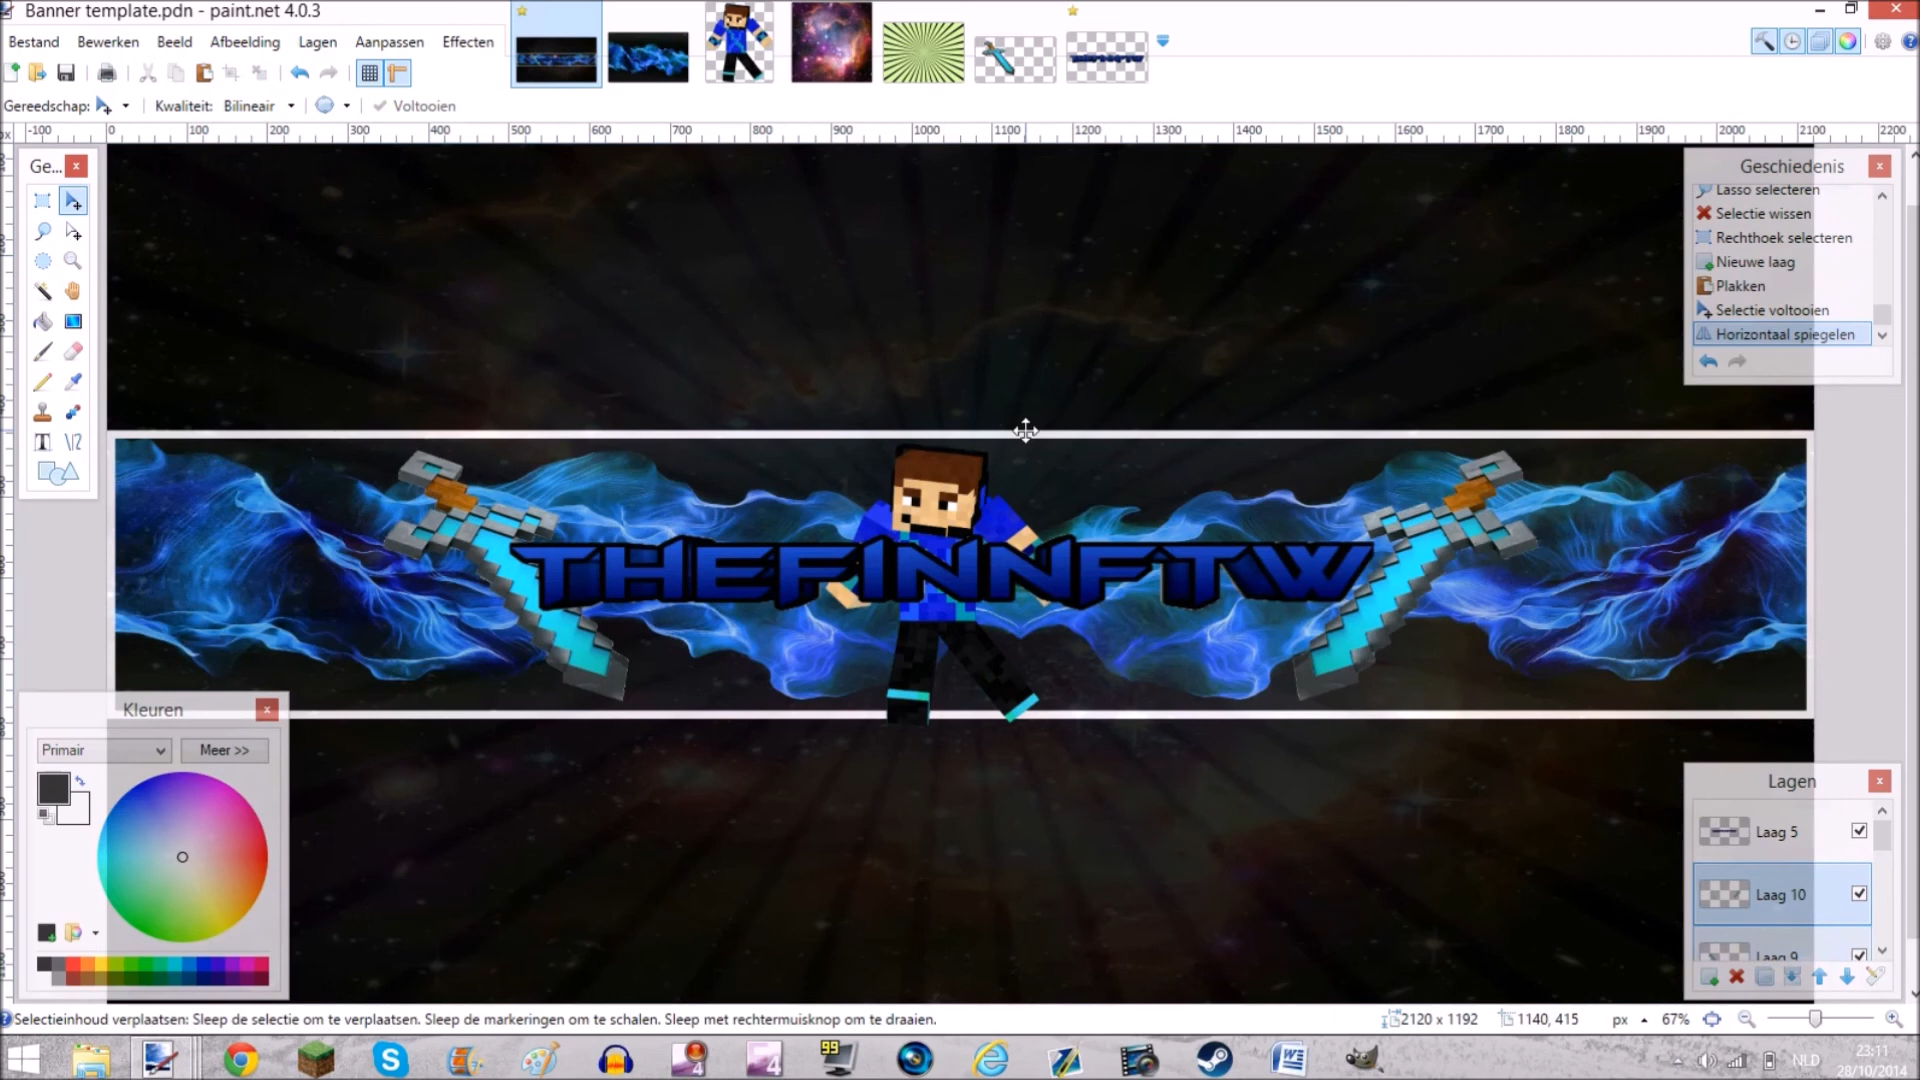 Banner template.pdn - paint.net 4.0.3
Bestand Bewerken Beeld Afbeelding Lagen Aanpassen Effecten
Gereedschap: Kwaliteit: Bilineair Voltooien
-100 0 100 200 300 400 500 600 700 800 900 1000 1100 1200 1300 1400 1500 1600 1700 1800 1900 2000 2100 2200
Ge...
Geschiedenis
Lasso selecteren
Selectie wissen
Rechthoek selecteren
Nieuwe laag
Plakken
Selectie voltooien
Horizontaal spiegelen
THEFINNFTW
Kleuren
Primair Meer >>
Lagen
Laag 5
Laag 10
Laag 9
Selectieinhoud verplaatsen: Sleep de selectie om te verplaatsen. Sleep de markeringen om te schalen. Sleep met rechtermuisknop om te draaien.
2120 x 1192 1140, 415 px 67%
99
4
4
NLD
23:11
28/10/2014